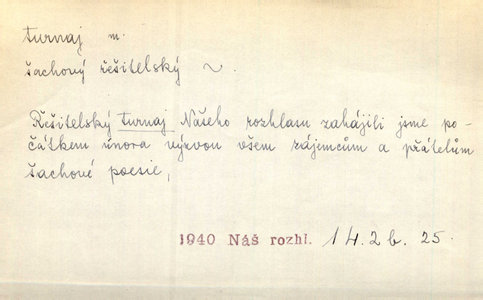 turnaj m.
šachový řešitelský ~.
Řešitelský turnaj Našeho rozhlasu zahájili jsme po-
čátkem února výzvou všem zájemcům a přátelům
šachové poesie,
1940 Náš rozhl. 14. 2 b. 25.